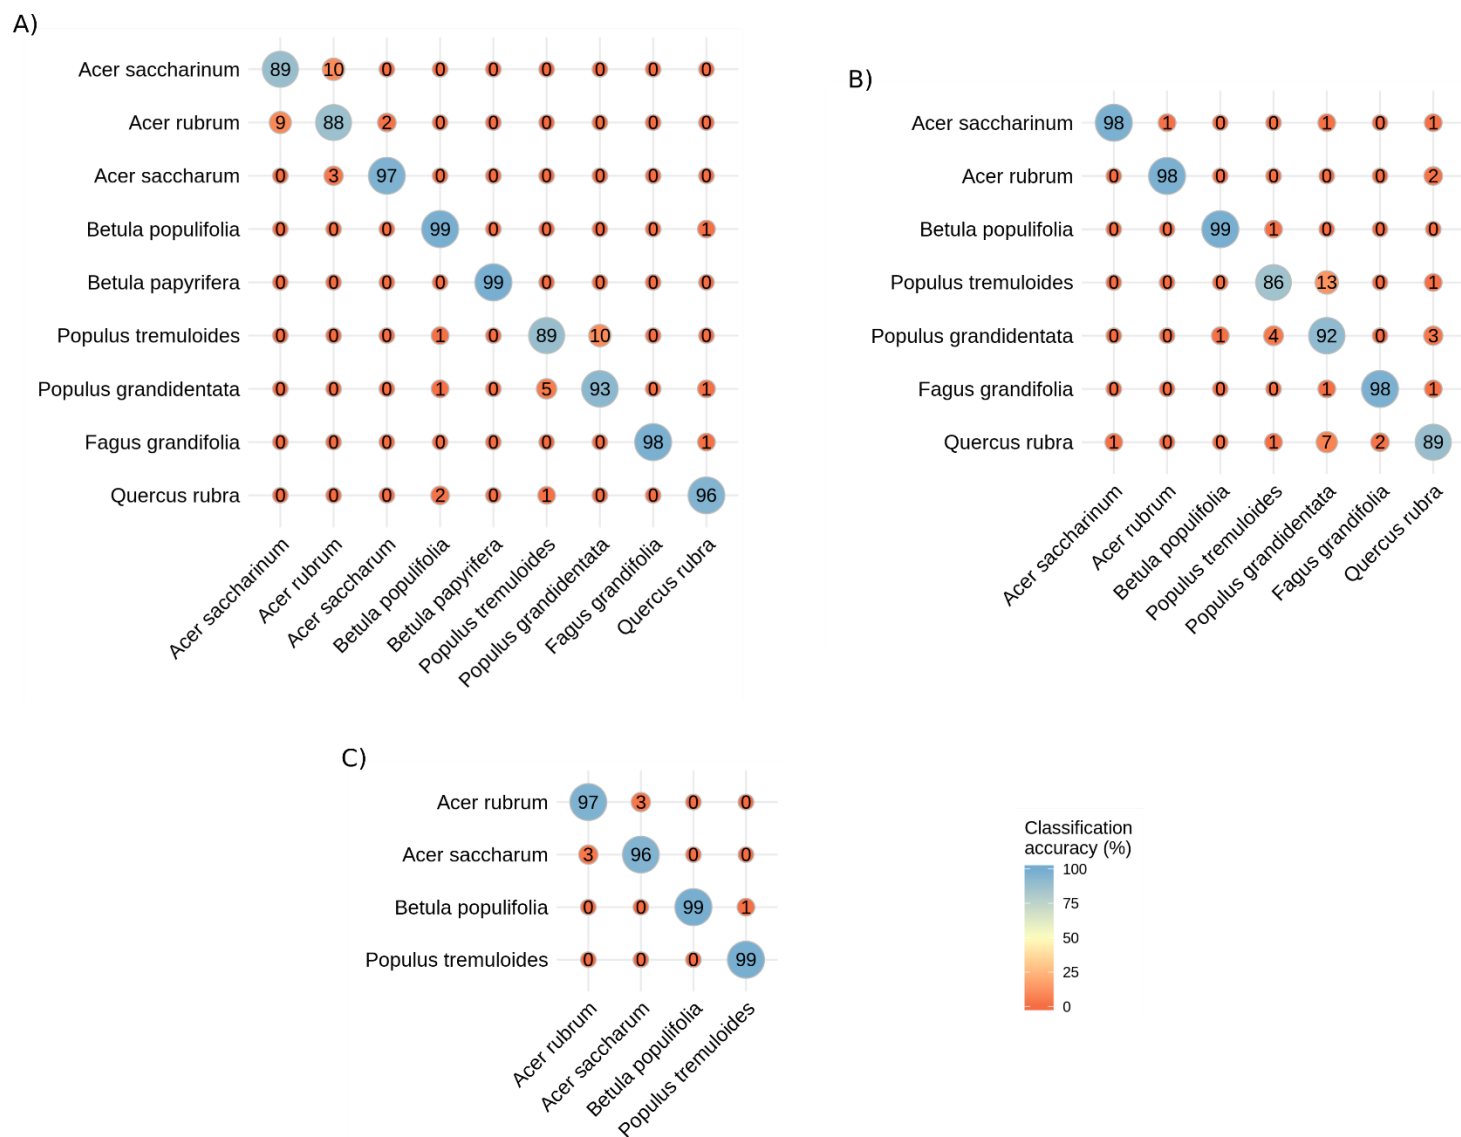 A)
Acer saccharinum 89 10 0 0 0 0 0 0 0
Acer rubrum 9 88 2 0 0 0 0 0 0
Acer saccharum 0 3 97 0 0 0 0 0 0
Betula populifolia 0 0 0 99 0 0 0 0 1
Betula papyrifera 0 0 0 0 99 0 0 0 0
Populus tremuloides 0 0 0 1 0 89 10 0 0
Populus grandidentata 0 0 0 1 0 5 93 0 1
Fagus grandifolia 0 0 0 0 0 0 0 98 1
Quercus rubra 0 0 0 2 0 1 0 0 96
Acer saccharinum
Acer rubrum
Acer saccharum
Betula populifolia
Betula papyrifera
Populus tremuloides
Populus grandidentata
Fagus grandifolia
Quercus rubra
B)
Acer saccharinum 98 1 0 0 1 0 1
Acer rubrum 0 98 0 0 0 0 2
Betula populifolia 0 0 99 1 0 0 0
Populus tremuloides 0 0 0 86 13 0 1
Populus grandidentata 0 0 1 4 92 0 3
Fagus grandifolia 0 0 0 0 1 98 1
Quercus rubra 1 0 0 1 7 2 89
Acer saccharinum
Acer rubrum
Betula populifolia
Populus tremuloides
Populus grandidentata
Fagus grandifolia
Quercus rubra
C)
Acer rubrum 97 3 0 0
Acer saccharum 3 96 0 0
Betula populifolia 0 0 99 1
Populus tremuloides 0 0 0 99
Acer rubrum
Acer saccharum
Betula populifolia
Populus tremuloides
Classification
accuracy (%)
100
75
50
25
0